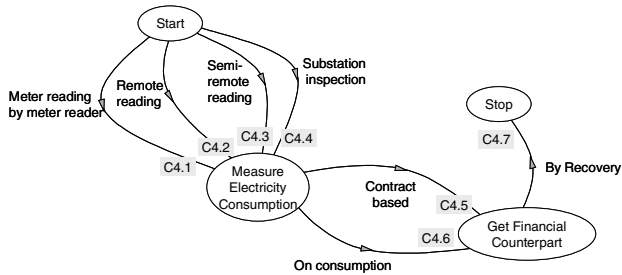 Start
Meter reading
by meter reader
Remote
reading
Semi-
remote
reading
Substation
inspection
C4.1
C4.2
C4.3
C4.4
Measure
Electricity
Consumption
Contract
based
C4.5
On consumption
C4.6
Get Financial
Counterpart
By Recovery
C4.7
Stop